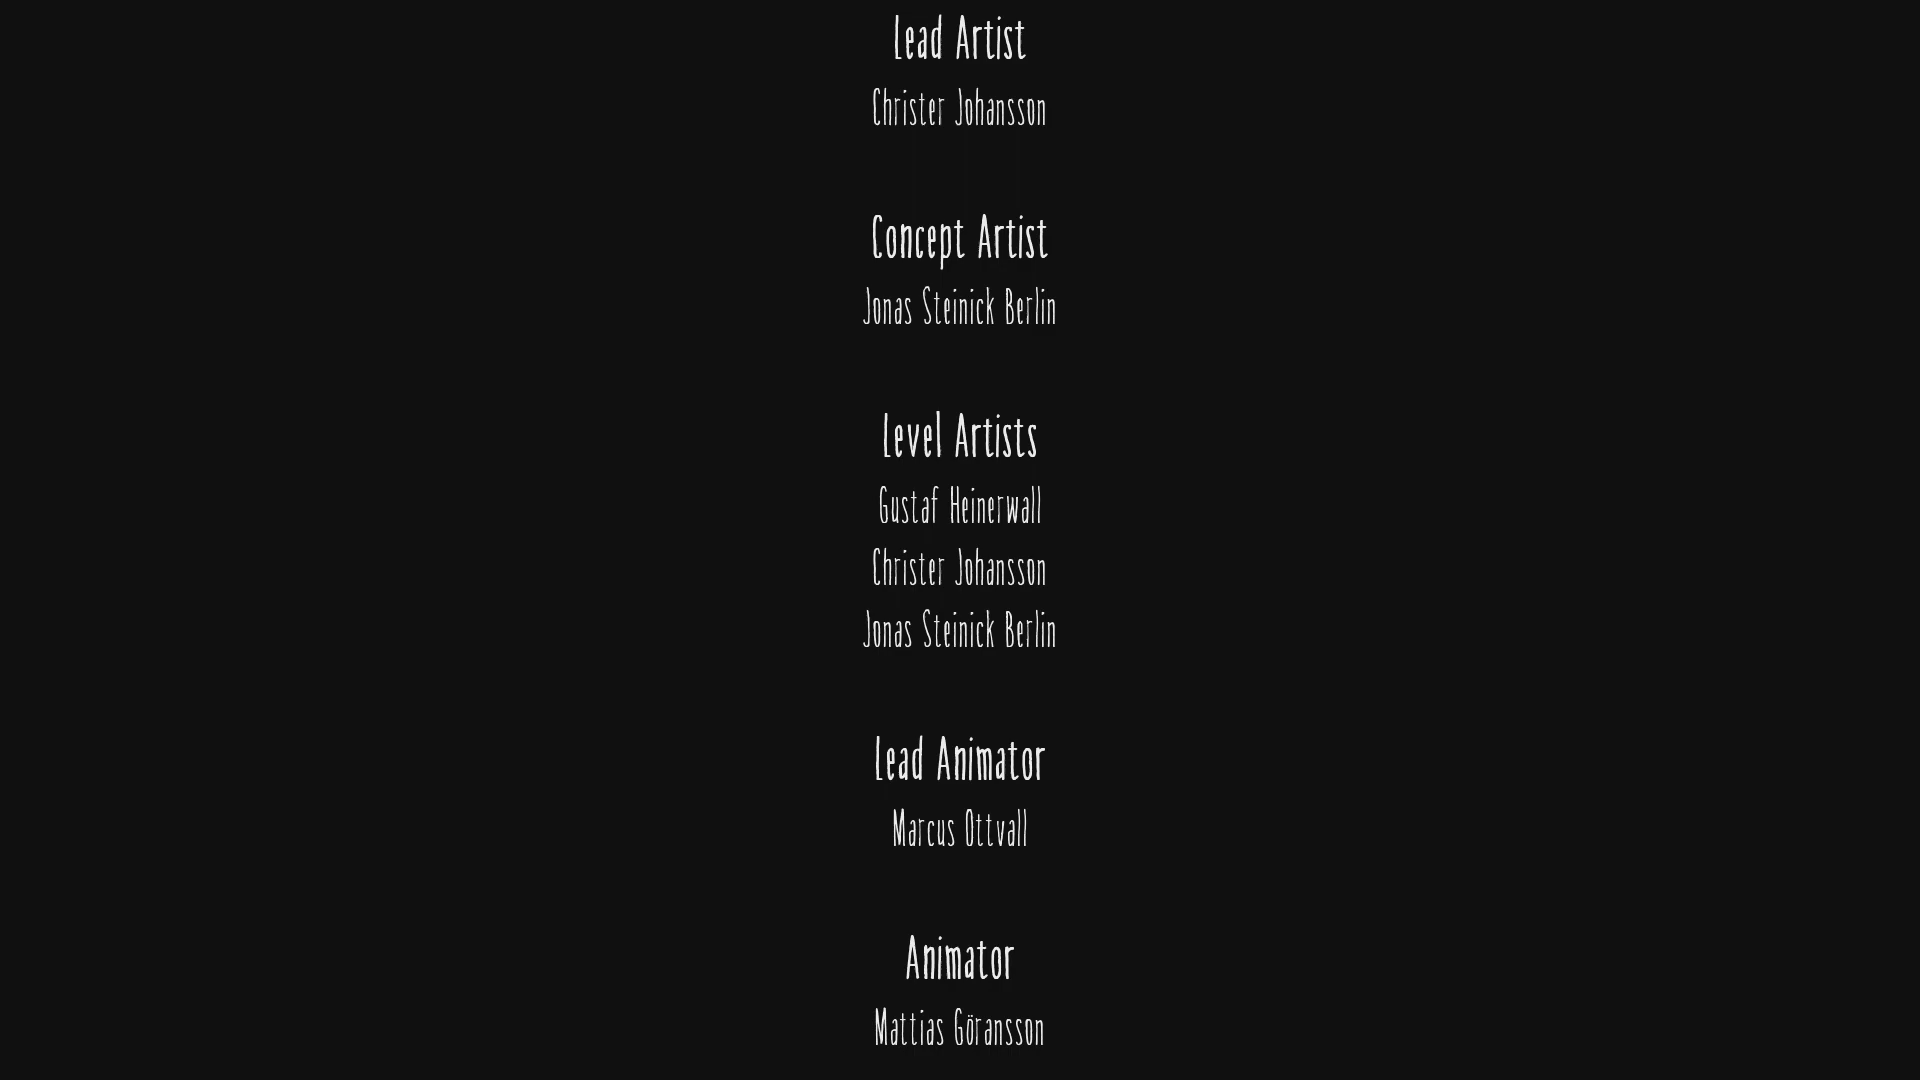 Lead Artist
Christer Johansson
Concept Artist
Jonas Steinick Berlin
Level Artists
Gustaf Heinerwall
Christer Johansson
Jonas Steinick Berlin
Lead Animator
Marcus Ottvall
Animator
Mattias Göransson